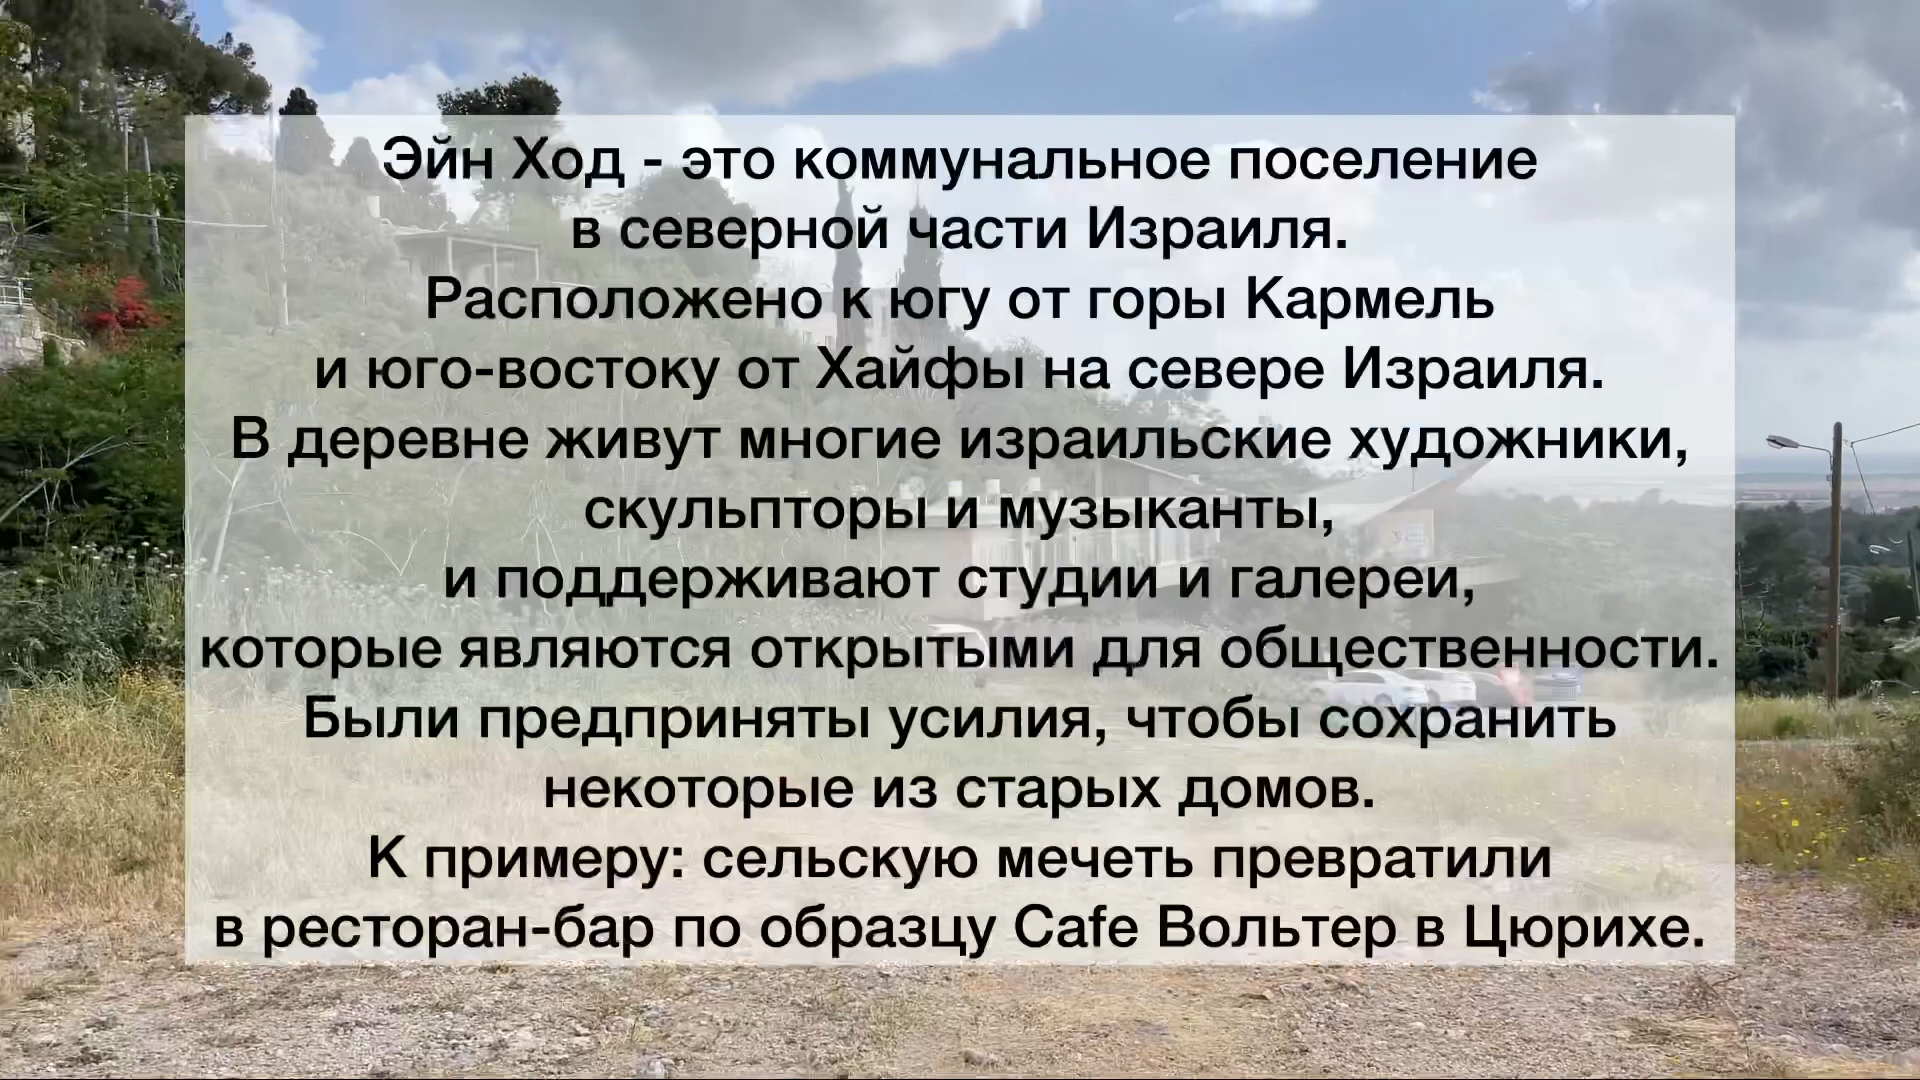 Эйн Ход - это коммунальное поселение
в северной части Израиля.
Расположено к югу от горы Кармель
и юго-востоку от Хайфы на севере Израиля.
В деревне живут многие израильские художники,
скульпторы и музыканты,
и поддерживают студии и галереи,
которые являются открытыми для общественности.
Были предприняты усилия, чтобы сохранить
некоторые из старых домов.
К примеру: сельскую мечеть превратили
в ресторан-бар по образцу Cafe Вольтер в Цюрихе.